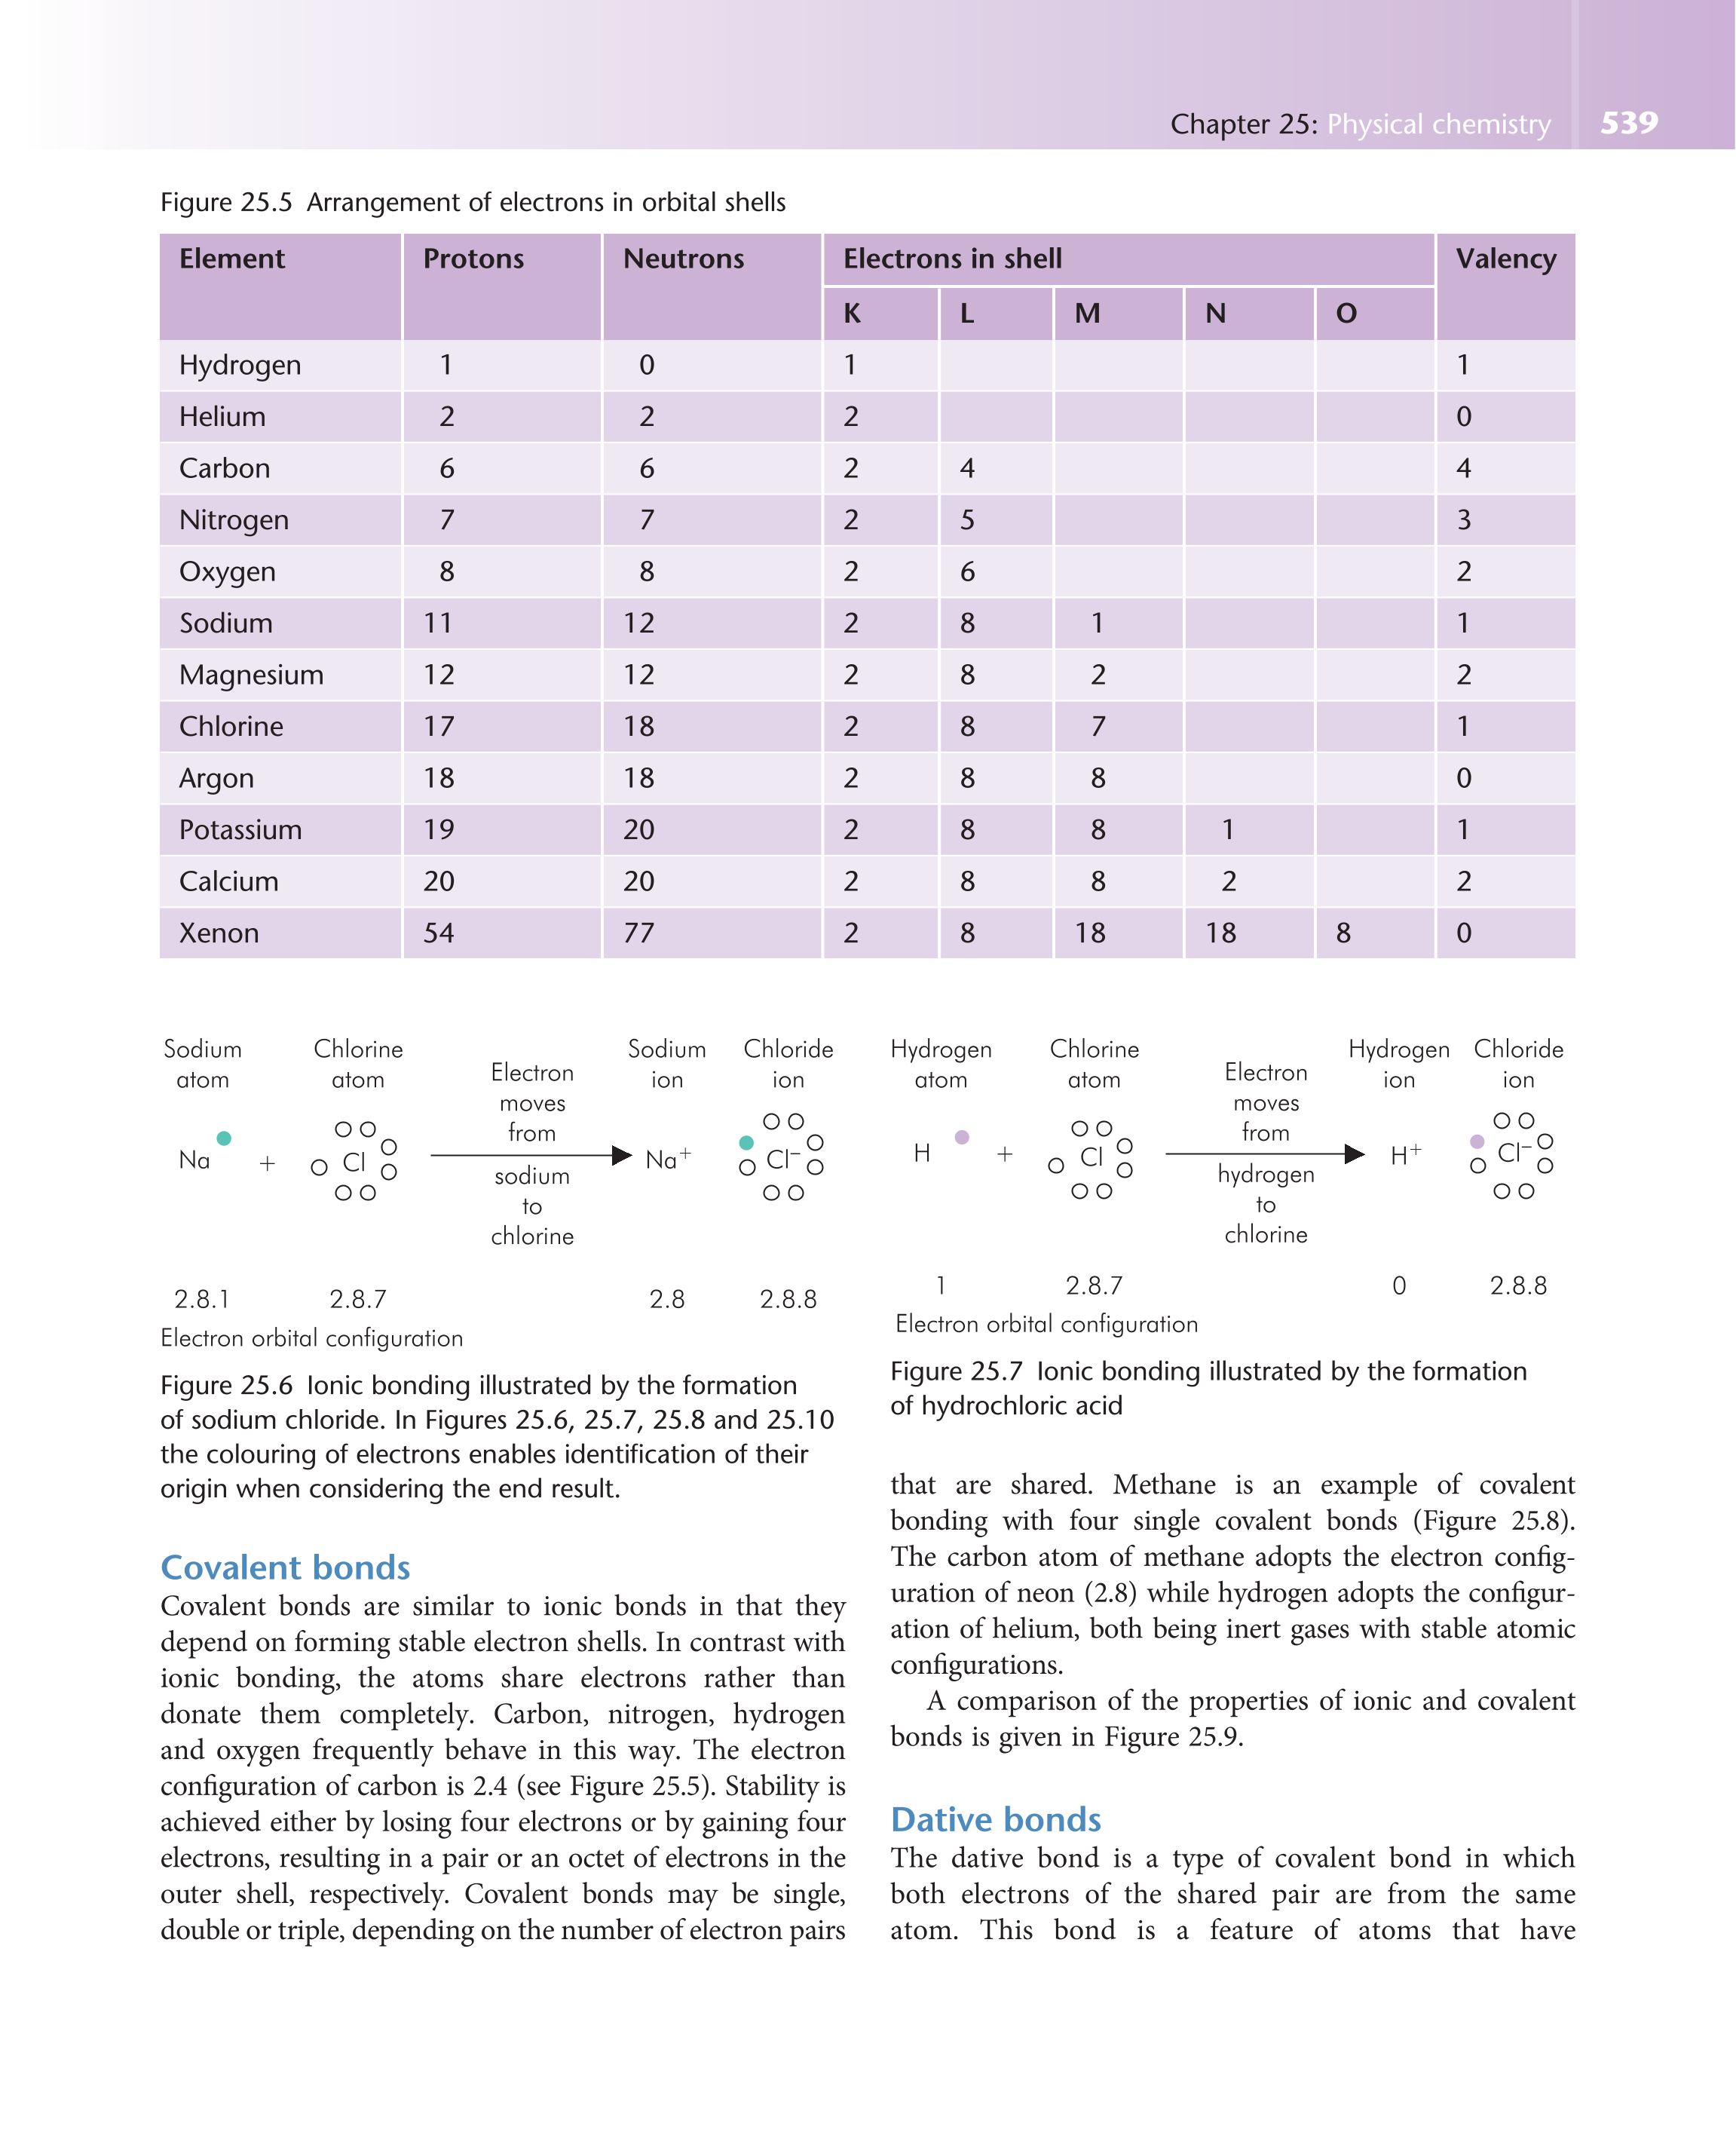 Chapter 25: Physical chemistry 539
Figure 25.5 Arrangement of electrons in orbital shells
Element Protons Neutrons Electrons in shell Valency
K L M N O
Hydrogen 1 0 1 1
Helium 2 2 2 0
Carbon 6 6 2 4 4
Nitrogen 7 7 2 5 3
Oxygen 8 8 2 6 2
Sodium 11 12 2 8 1 1
Magnesium 12 12 2 8 2 2
Chlorine 17 18 2 8 7 1
Argon 18 18 2 8 8 0
Potassium 19 20 2 8 8 1 1
Calcium 20 20 2 8 8 2 2
Xenon 54 77 2 8 18 18 8 0
Sodium atom
Chlorine atom
Electron moves from
sodium to chlorine
Sodium ion
Chloride ion
Na + Cl Na⁺ Cl⁻
2.8.1 2.8.7 2.8 2.8.8
Electron orbital configuration
Figure 25.6 Ionic bonding illustrated by the formation
of sodium chloride. In Figures 25.6, 25.7, 25.8 and 25.10
the colouring of electrons enables identification of their
origin when considering the end result.
Covalent bonds
Covalent bonds are similar to ionic bonds in that they
depend on forming stable electron shells. In contrast with
ionic bonding, the atoms share electrons rather than
donate them completely. Carbon, nitrogen, hydrogen
and oxygen frequently behave in this way. The electron
configuration of carbon is 2.4 (see Figure 25.5). Stability is
achieved either by losing four electrons or by gaining four
electrons, resulting in a pair or an octet of electrons in the
outer shell, respectively. Covalent bonds may be single,
double or triple, depending on the number of electron pairs
Hydrogen atom
Chlorine atom
Electron moves from
hydrogen to chlorine
Hydrogen ion
Chloride ion
H + Cl H⁺ Cl⁻
1 2.8.7 0 2.8.8
Electron orbital configuration
Figure 25.7 Ionic bonding illustrated by the formation
of hydrochloric acid
that are shared. Methane is an example of covalent
bonding with four single covalent bonds (Figure 25.8).
The carbon atom of methane adopts the electron config-
uration of neon (2.8) while hydrogen adopts the configur-
ation of helium, both being inert gases with stable atomic
configurations.
A comparison of the properties of ionic and covalent
bonds is given in Figure 25.9.
Dative bonds
The dative bond is a type of covalent bond in which
both electrons of the shared pair are from the same
atom. This bond is a feature of atoms that have